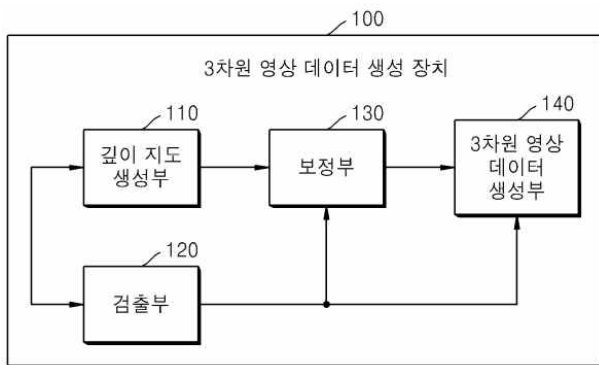 100
3차원 영상 데이터 생성 장치
110
130
140
깊이 지도
생성부
보정부
3차원 영상
데이터
생성부
120
검출부